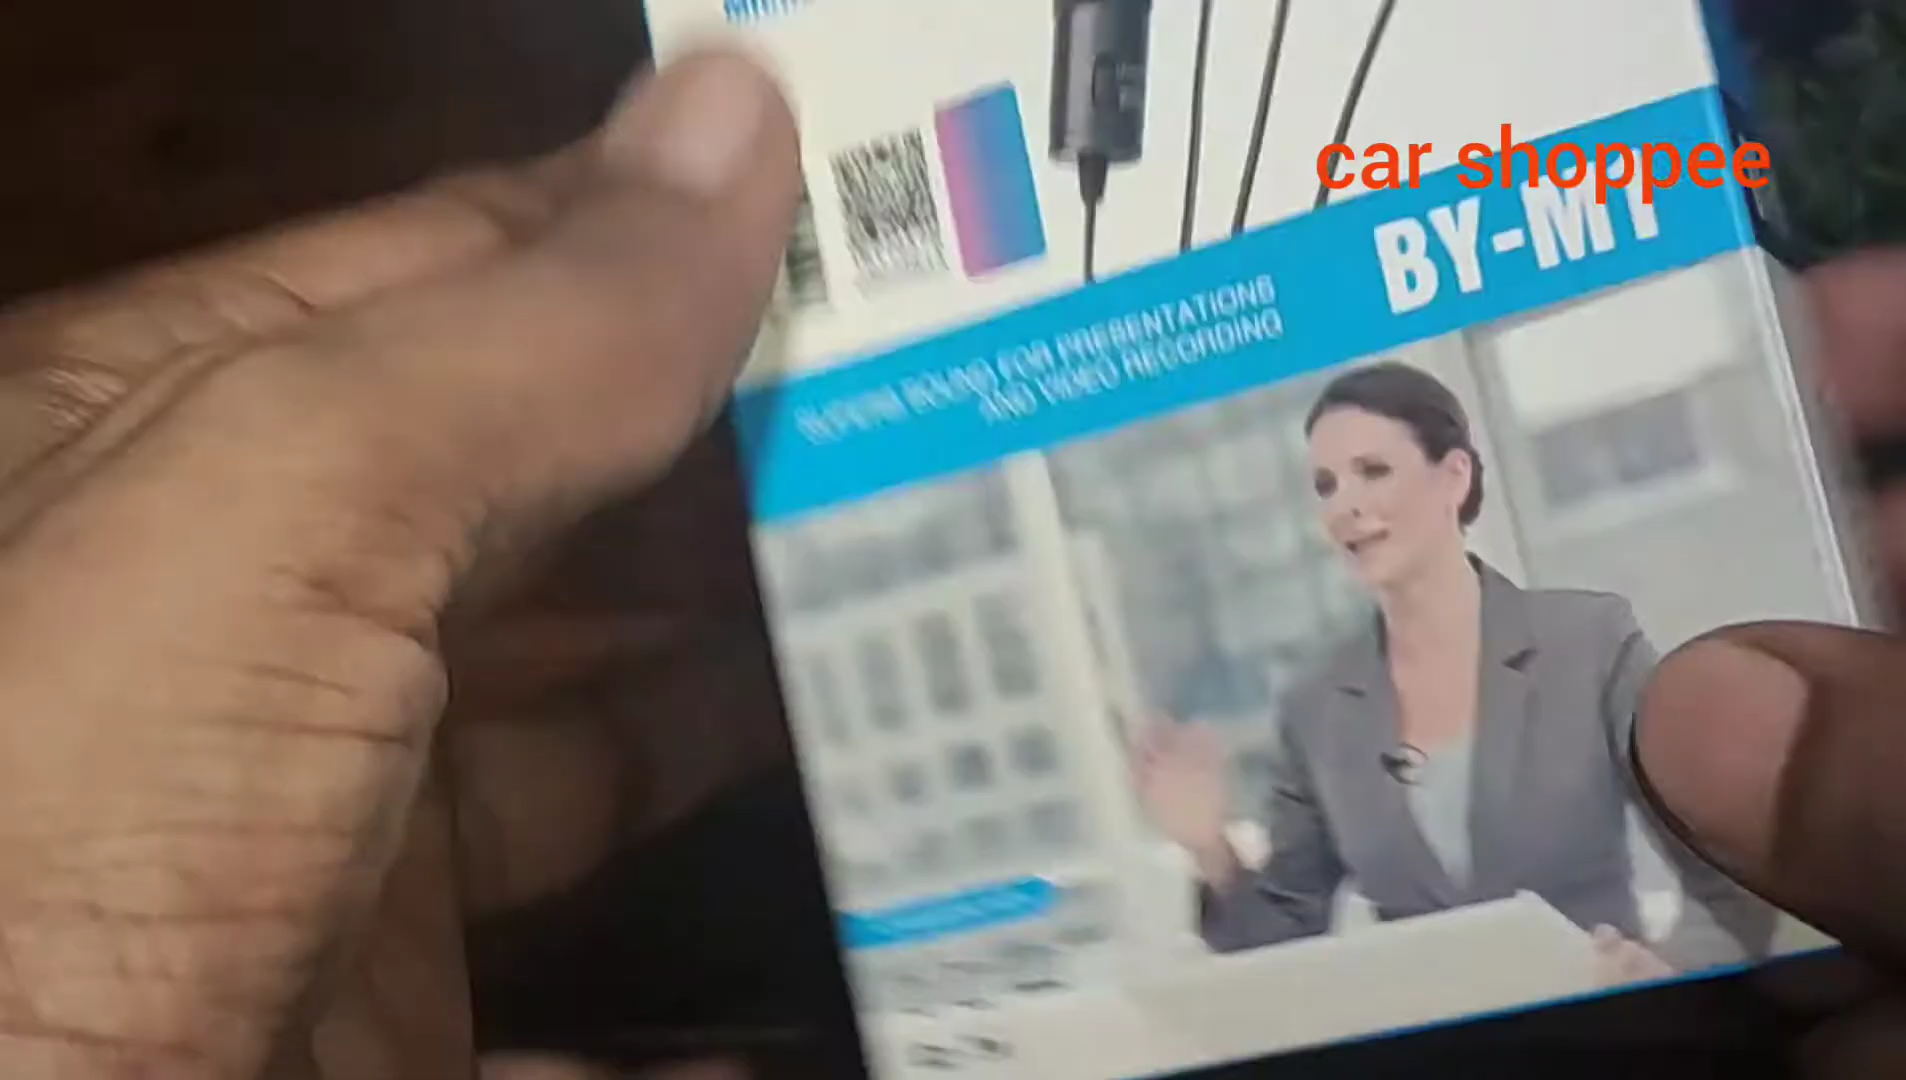 car shoppee
BY-M1
SUPERB SOUND FOR PRESENTATIONS
AND VIDEO RECORDING